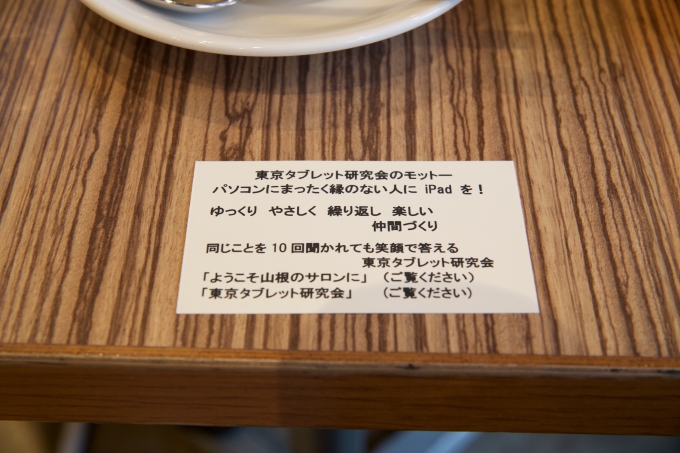 東京タブレット研究会のモットー
パソコンにまったく縁のない人に iPad を！
ゆっくり やさしく 繰り返し 楽しい
仲間づくり
同じことを 10 回聞かれても笑顔で答える
東京タブレット研究会
「ようこそ山根のサロンに」 （ご覧ください）
「東京タブレット研究会」 （ご覧ください）